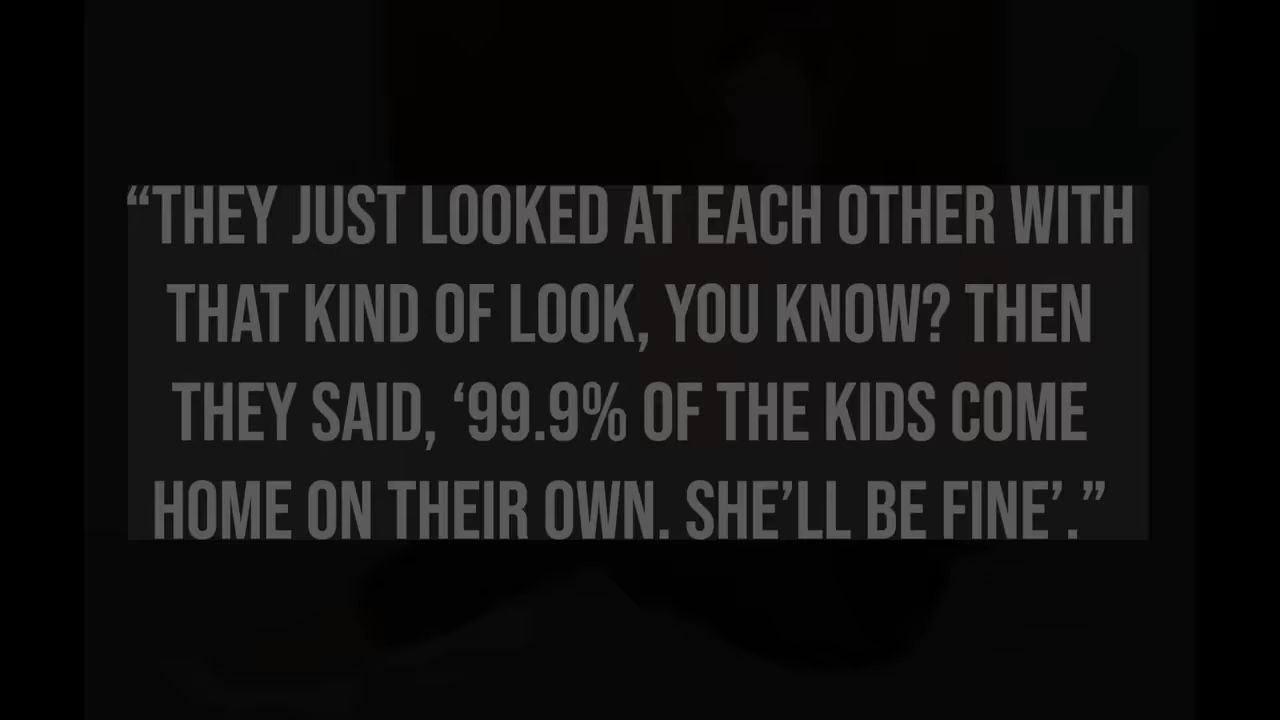 “THEY JUST LOOKED AT EACH OTHER WITH
THAT KIND OF LOOK, YOU KNOW? THEN
THEY SAID, ‘99.9% OF THE KIDS COME
HOME ON THEIR OWN. SHE’LL BE FINE’.”